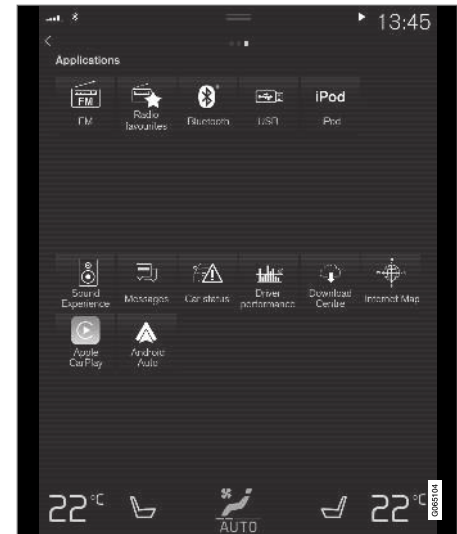 13:45
Applications
FM
iPod
FM
Radio
favourites
Bluetooth
USB
iPod
Sound
Experience
Messages
Car status
Driver
performance
Download
Centre
Internet Map
Apple
CarPlay
Android
Auto
22°C
AUTO
22°C
G065104